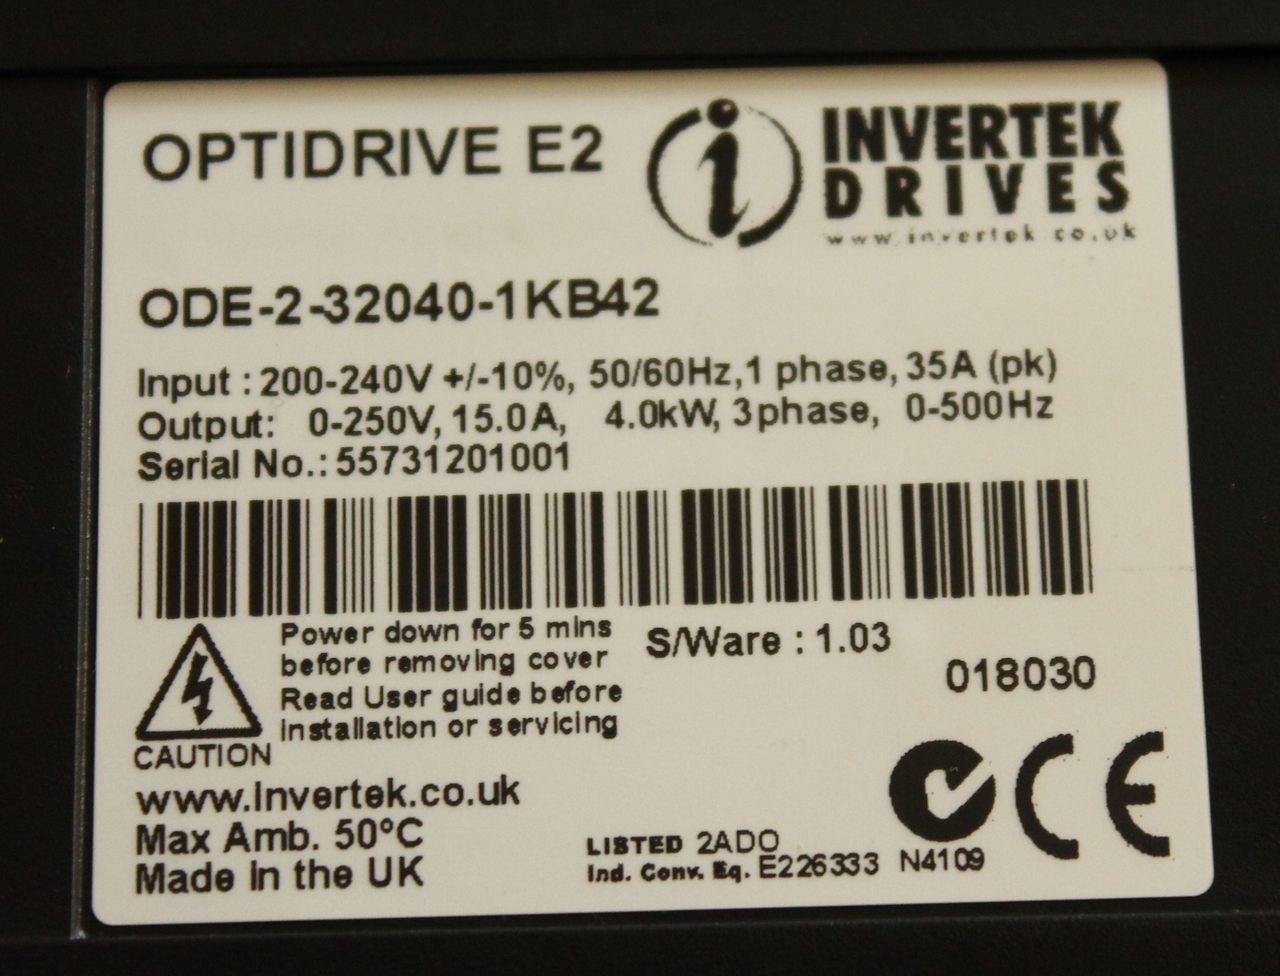 OPTIDRIVE E2
INVERTEK
DRIVES
www.invertek.co.uk
ODE-2-32040-1KB42
Input : 200-240V +/-10%, 50/60Hz,1 phase, 35A (pk)
Output: 0-250V, 15.0A, 4.0kW, 3phase, 0-500Hz
Serial No.: 55731201001
Power down for 5 mins
before removing cover
Read User guide before
installation or servicing
CAUTION
S/Ware : 1.03
018030
www.invertek.co.uk
Max Amb. 50°C
Made in the UK
LISTED 2ADO
Ind. Conv. Eq. E226333
N4109
CE